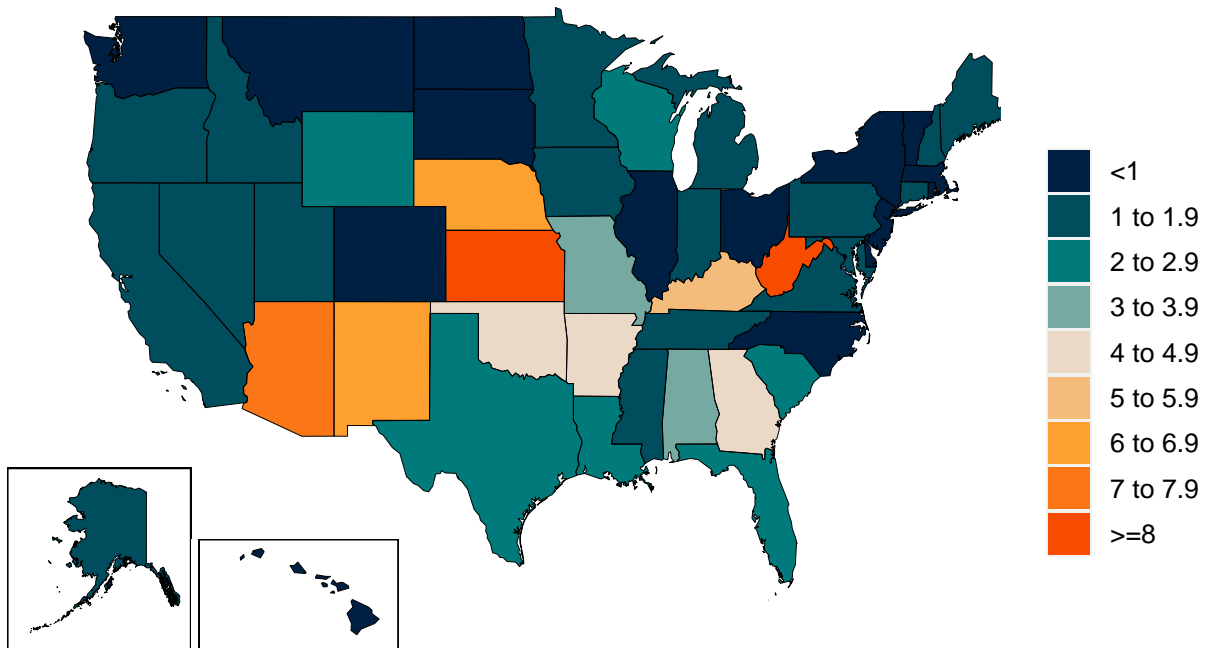 <1
1 to 1.9
2 to 2.9
3 to 3.9
4 to 4.9
5 to 5.9
6 to 6.9
7 to 7.9
>=8